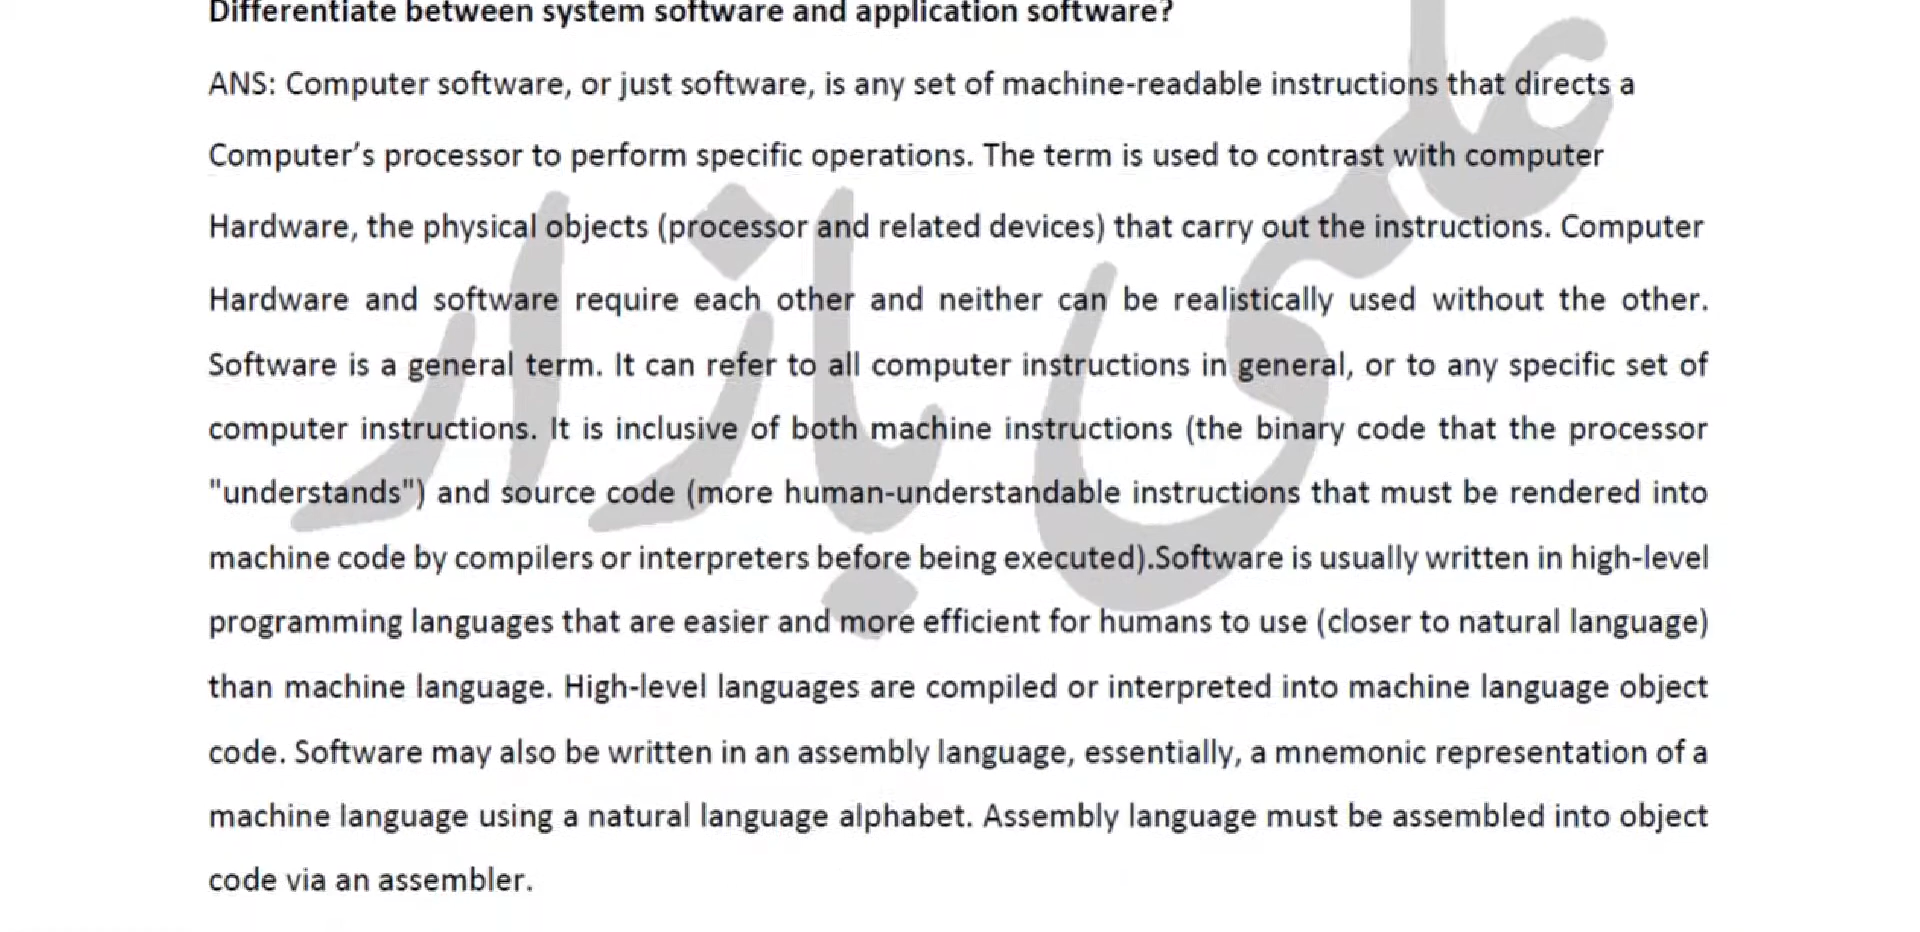 Differentiate between system software and application software?
ANS: Computer software, or just software, is any set of machine-readable instructions that directs a
Computer’s processor to perform specific operations. The term is used to contrast with computer
Hardware, the physical objects (processor and related devices) that carry out the instructions. Computer
Hardware and software require each other and neither can be realistically used without the other.
Software is a general term. It can refer to all computer instructions in general, or to any specific set of
computer instructions. It is inclusive of both machine instructions (the binary code that the processor
"understands") and source code (more human-understandable instructions that must be rendered into
machine code by compilers or interpreters before being executed).Software is usually written in high-level
programming languages that are easier and more efficient for humans to use (closer to natural language)
than machine language. High-level languages are compiled or interpreted into machine language object
code. Software may also be written in an assembly language, essentially, a mnemonic representation of a
machine language using a natural language alphabet. Assembly language must be assembled into object
code via an assembler.
علمی بازار